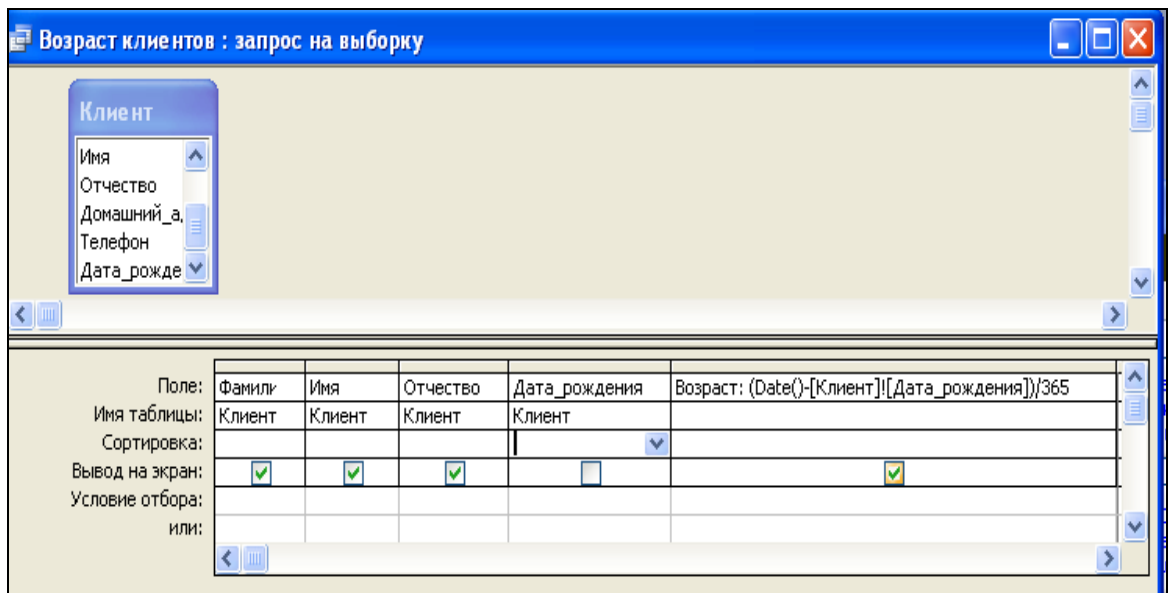 Возраст клиентов : запрос на выборку
Клиент
Имя
Отчество
Домашний_а
Телефон
Дата_рожде
Поле: Фамили Имя Отчество Дата_рождения Возраст: (Date()-[Клиент]![Дата_рождения])/365
Имя таблицы: Клиент Клиент Клиент Клиент
Сортировка:
Вывод на экран:
Условие отбора:
или: